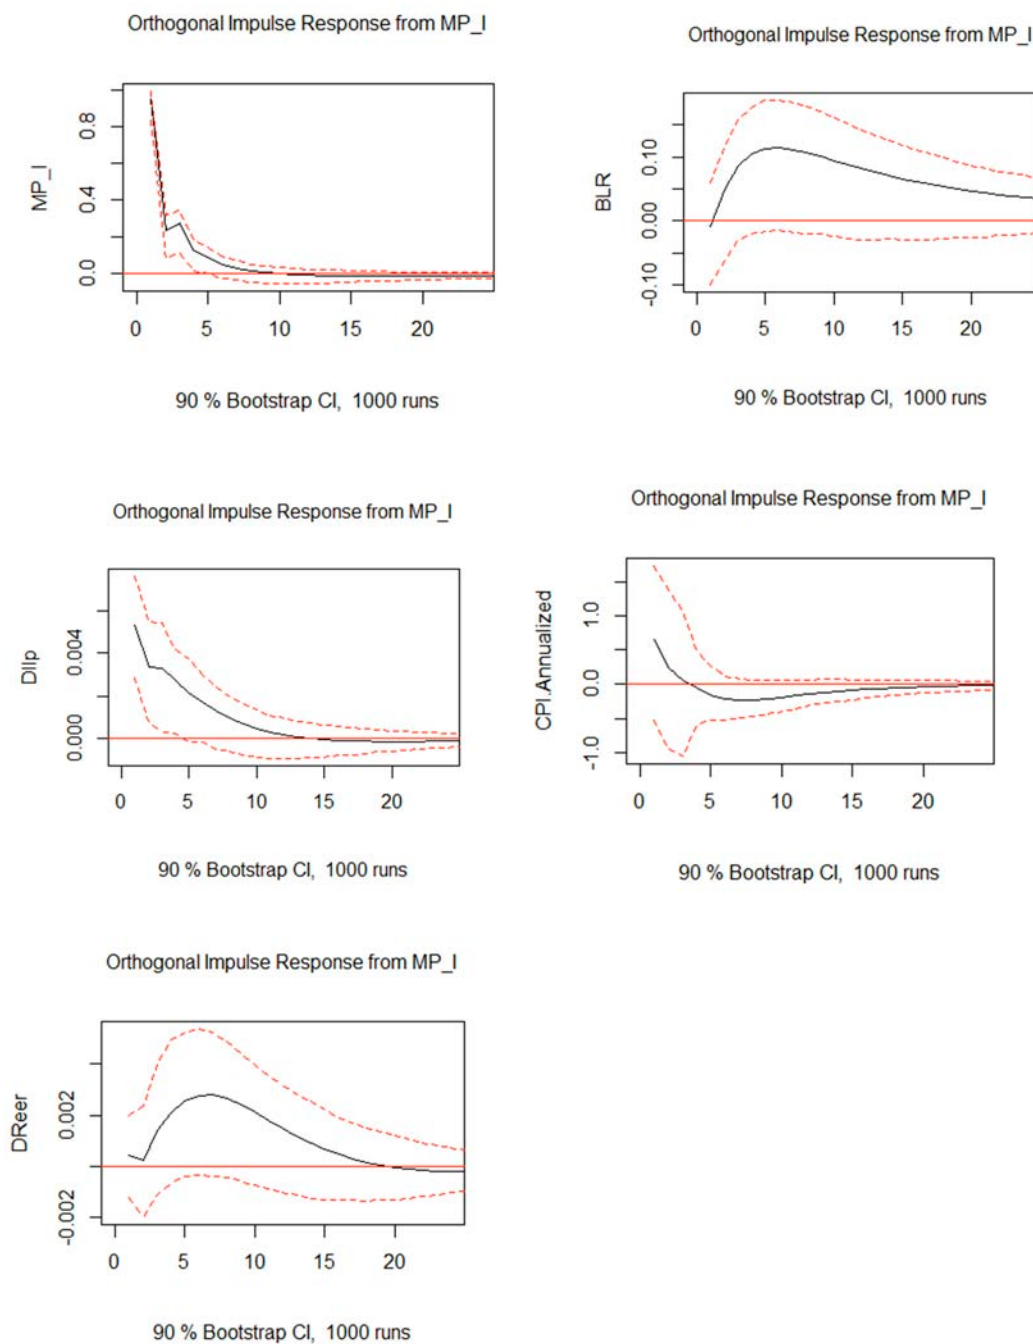 Orthogonal Impulse Response from MP_I
MP_I
0.8
0.4
0.0
0 5 10 15 20
90 % Bootstrap CI, 1000 runs
Orthogonal Impulse Response from MP_I
BLR
0.10
0.00
-0.10
0 5 10 15 20
90 % Bootstrap CI, 1000 runs
Orthogonal Impulse Response from MP_I
DIIp
0.004
0.000
0 5 10 15 20
90 % Bootstrap CI, 1000 runs
Orthogonal Impulse Response from MP_I
CPI.Annualized
1.0
0.0
-1.0
0 5 10 15 20
90 % Bootstrap CI, 1000 runs
Orthogonal Impulse Response from MP_I
DReer
0.002
-0.002
0 5 10 15 20
90 % Bootstrap CI, 1000 runs